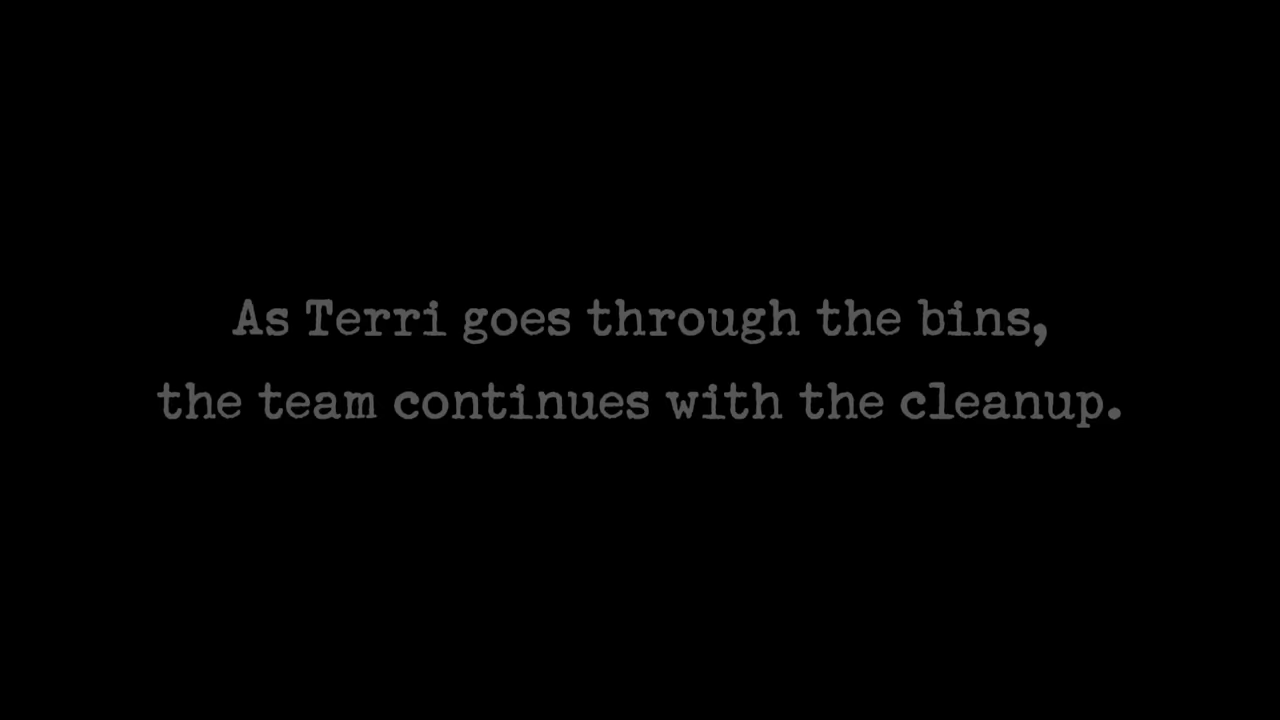 As Terri goes through the bins,
the team continues with the cleanup.